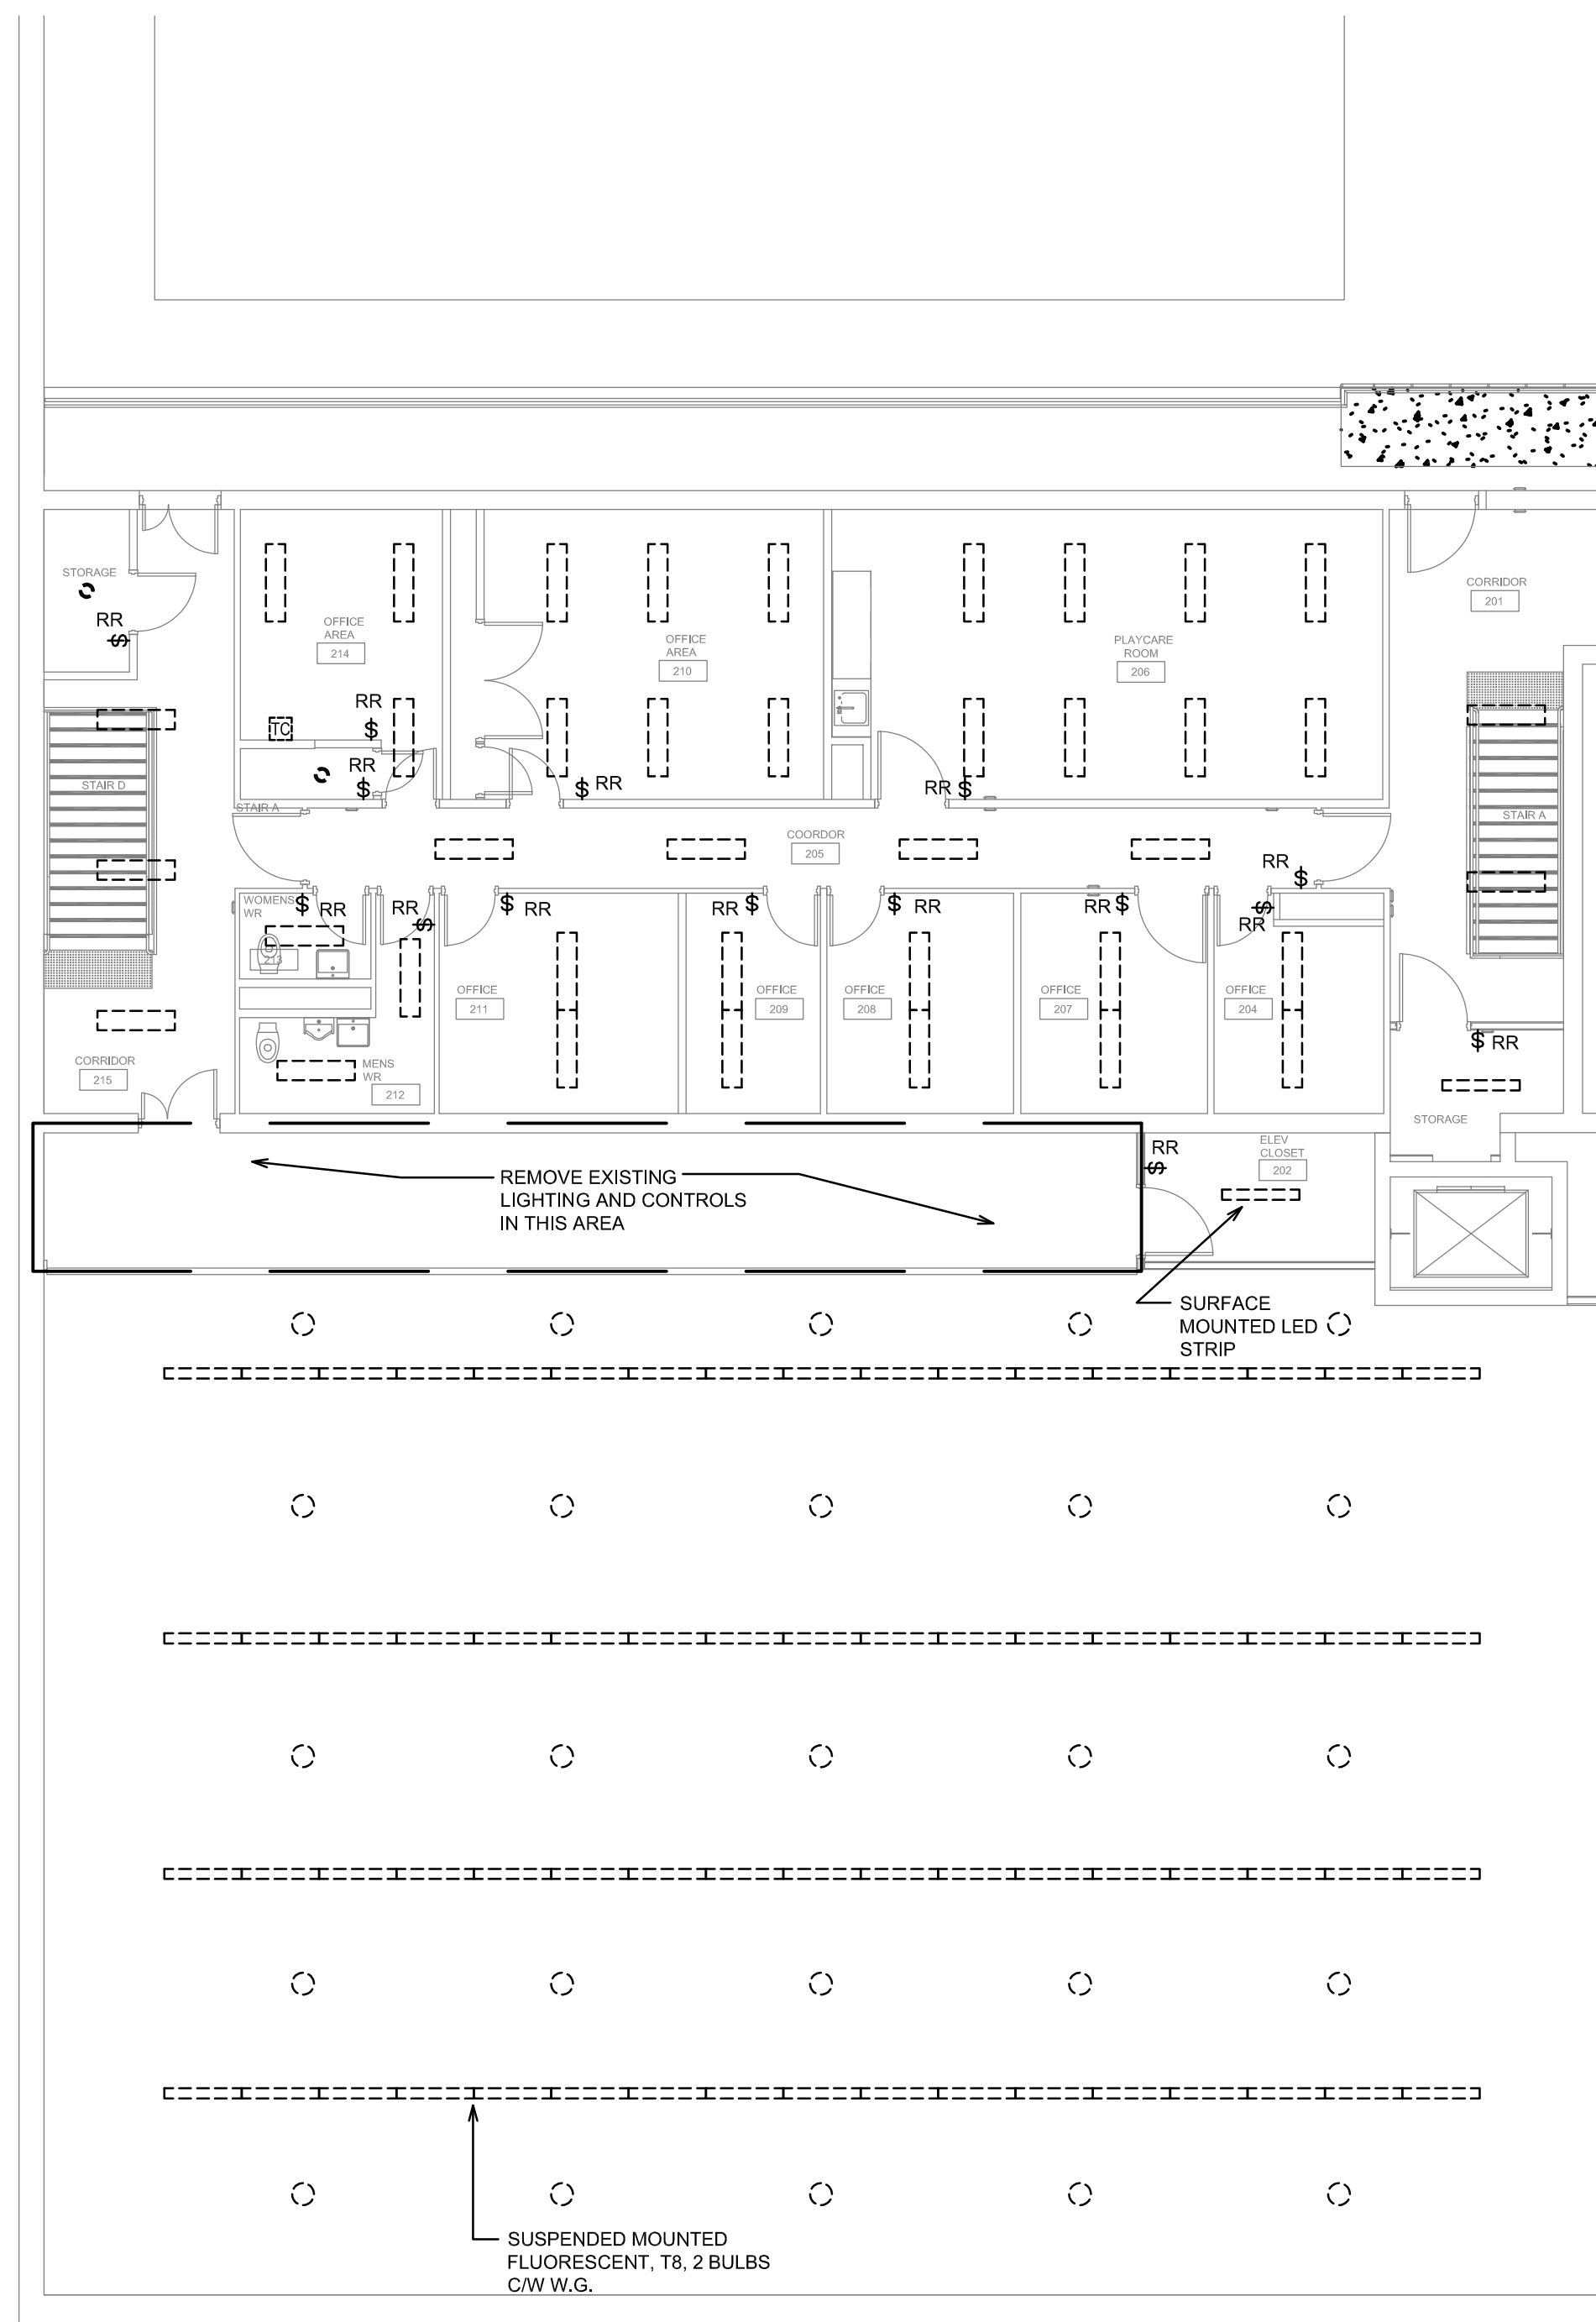 STORAGE
RR
$
OFFICE
AREA
214
OFFICE
AREA
210
PLAYCARE
ROOM
206
CORRIDOR
201
TC
RR
$
RR
$
$ RR
RR $
STAIR D
STAIR A
STAIR A
COORDOR
205
RR
$
WOMENS
WR
213
$ RR
RR
$
$ RR
RR $
$ RR
RR $
$
RR
OFFICE
211
OFFICE
209
OFFICE
208
OFFICE
207
OFFICE
204
$ RR
CORRIDOR
215
MENS
WR
212
STORAGE
REMOVE EXISTING
LIGHTING AND CONTROLS
IN THIS AREA
RR
$
ELEV
CLOSET
202
SURFACE
MOUNTED LED
STRIP
SUSPENDED MOUNTED
FLUORESCENT, T8, 2 BULBS
C/W W.G.